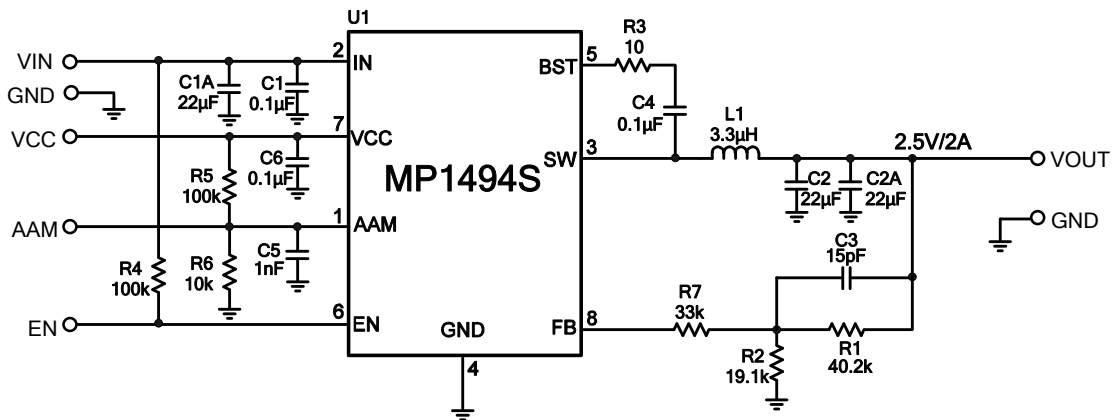 U1
VIN
GND
VCC
AAM
EN
C1A
22μF
C1
0.1μF
R5
100k
C6
0.1μF
R4
100k
R6
10k
C5
1nF
2
IN
7
VCC
1
AAM
6
EN
MP1494S
GND
4
BST
5
SW
3
FB
8
R3
10
C4
0.1μF
L1
3.3μH
2.5V/2A
VOUT
C2
22μF
C2A
22μF
GND
C3
15pF
R7
33k
R2
19.1k
R1
40.2k